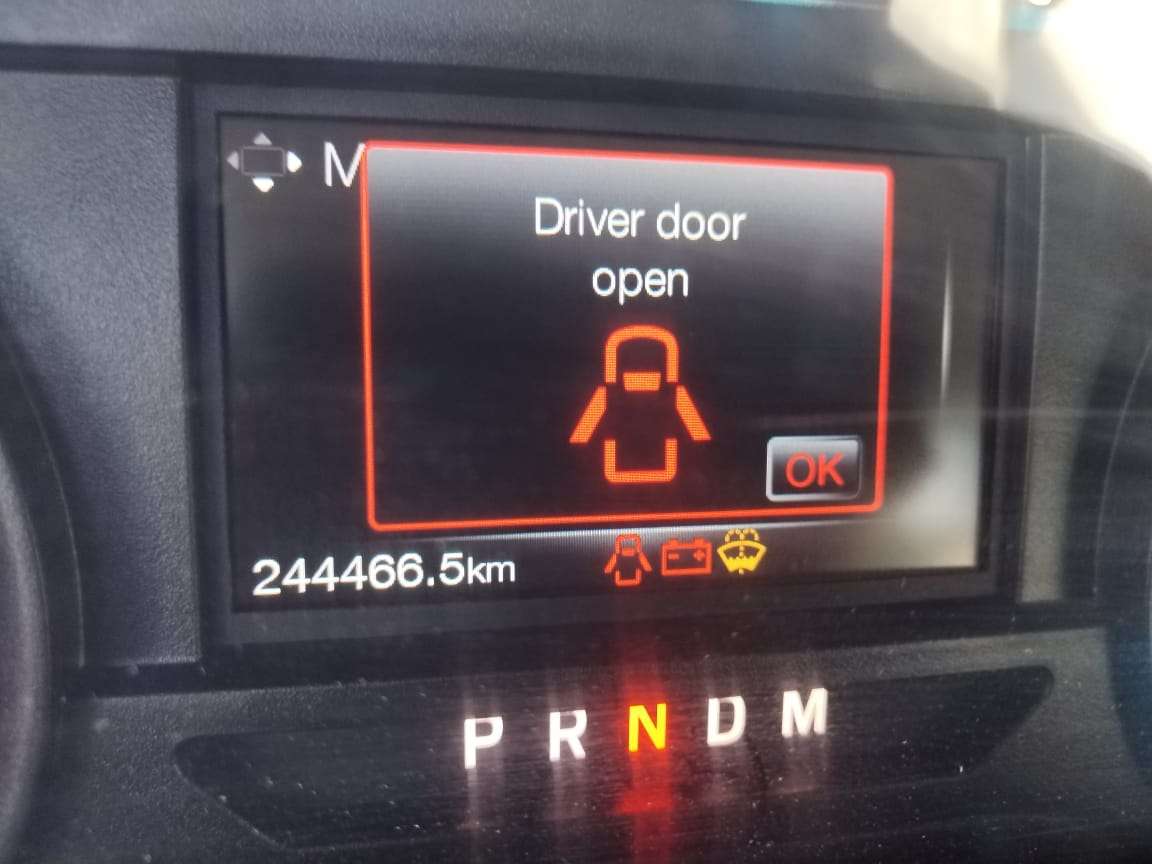 M
Driver door
open
OK
244466.5km
P R N D M